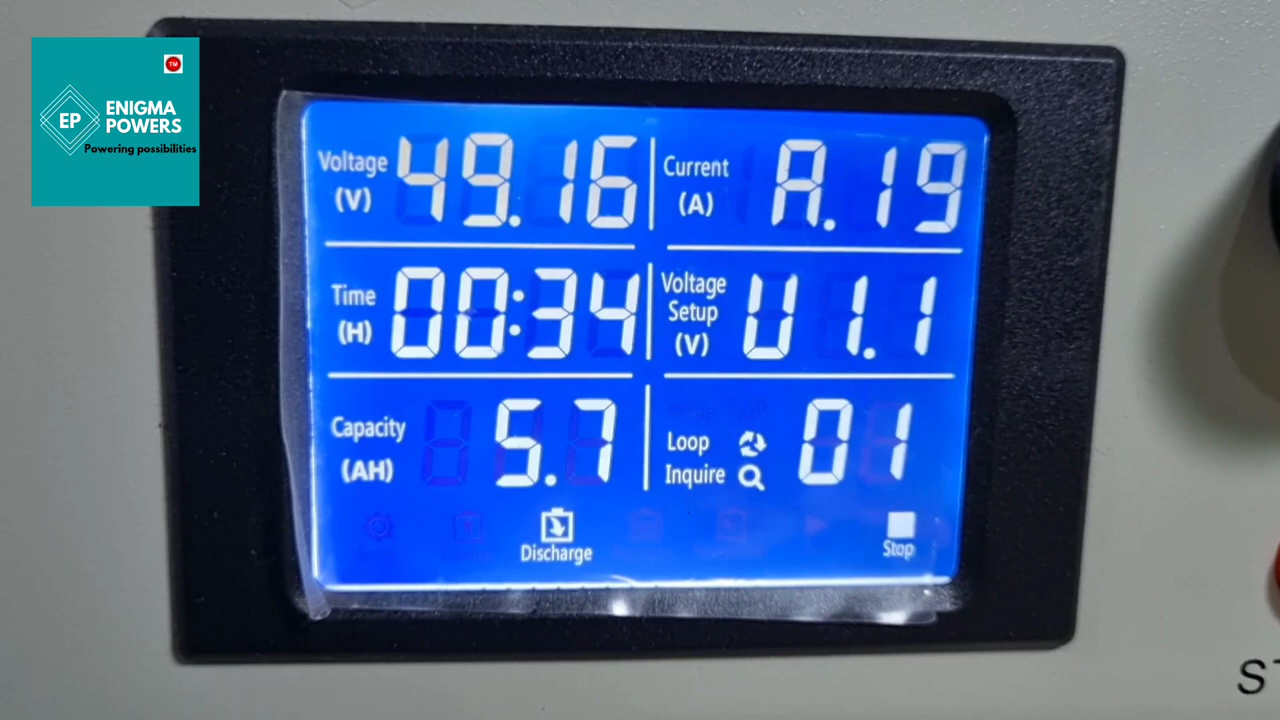 TM
EP
ENIGMA
POWERS
Powering possibilities
Voltage
(V)
49.16
Current
(A)
A.19
Time
(H)
00:34
Voltage
Setup
(V)
U1.1
Capacity
(AH)
5.7
Loop
Inquire
01
Discharge
Stop